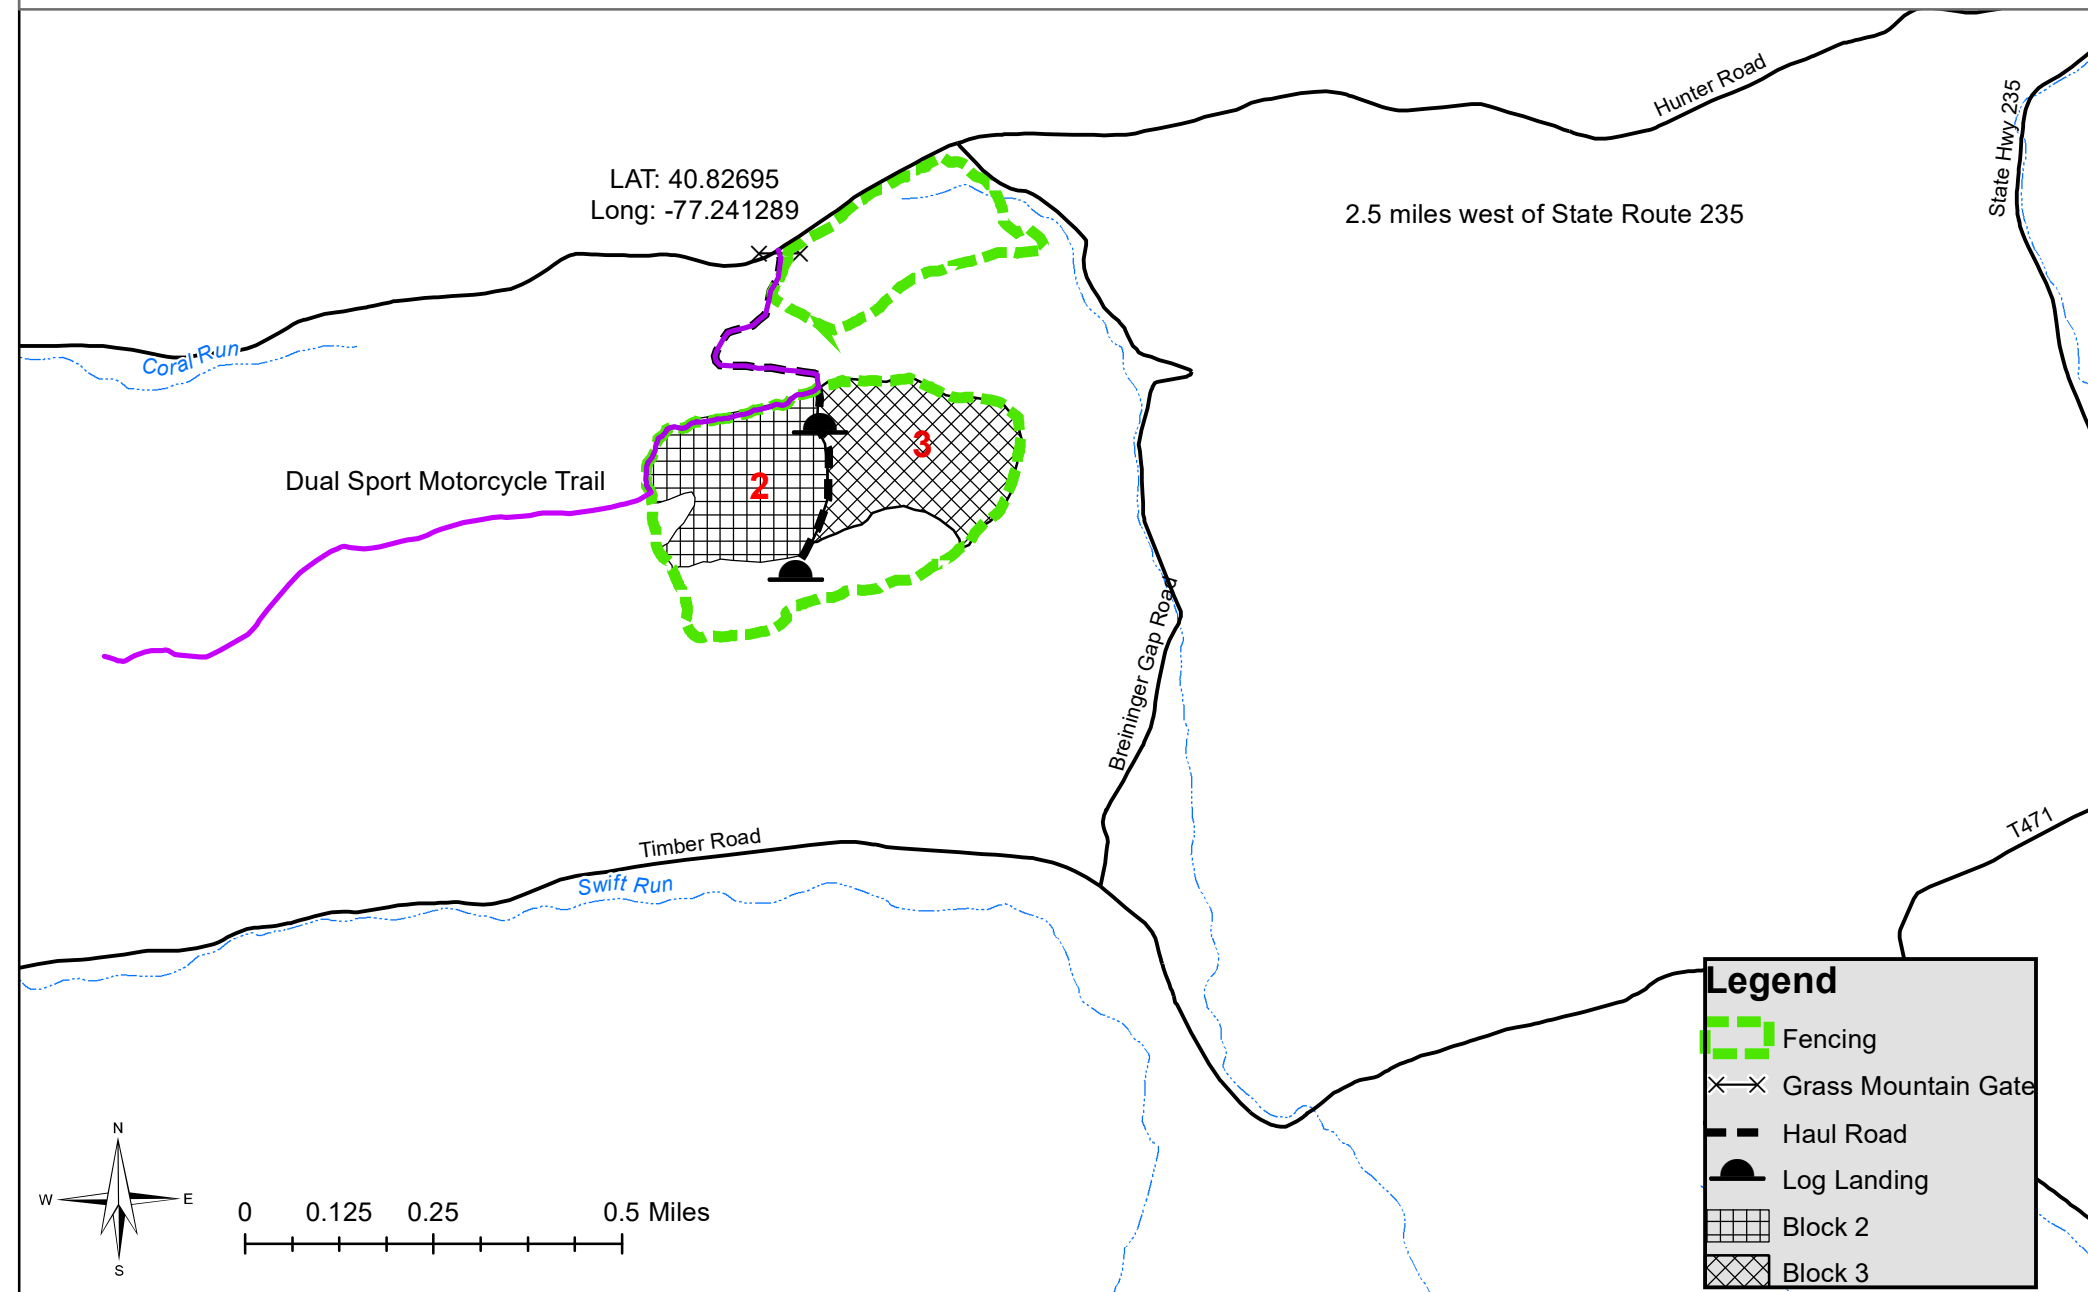 Hunter Road
State Hwy 235
LAT: 40.82695
Long: -77.241289
2.5 miles west of State Route 235
Coral Run
3
Dual Sport Motorcycle Trail
2
Breininger Gap Road
Timber Road
Swift Run
T471
Legend
Fencing
Grass Mountain Gate
Haul Road
Log Landing
Block 2
Block 3
N
W E
S
0 0.125 0.25 0.5 Miles